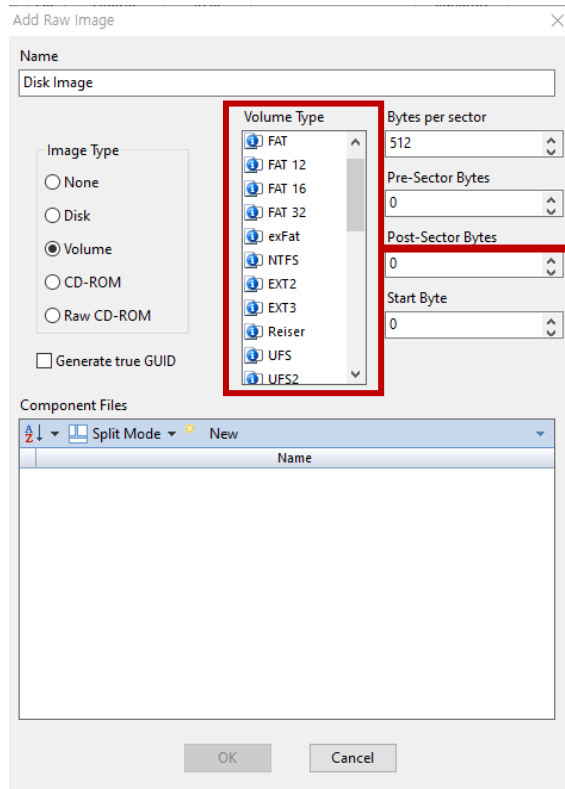 Add Raw Image
Name
Disk Image
Image Type
None
Disk
Volume
CD-ROM
Raw CD-ROM
Generate true GUID
Volume Type
FAT
FAT 12
FAT 16
FAT 32
exFat
NTFS
EXT2
EXT3
Reiser
UFS
UFS2
Bytes per sector
512
Pre-Sector Bytes
0
Post-Sector Bytes
0
Start Byte
0
Component Files
Split Mode New
Name
OK Cancel